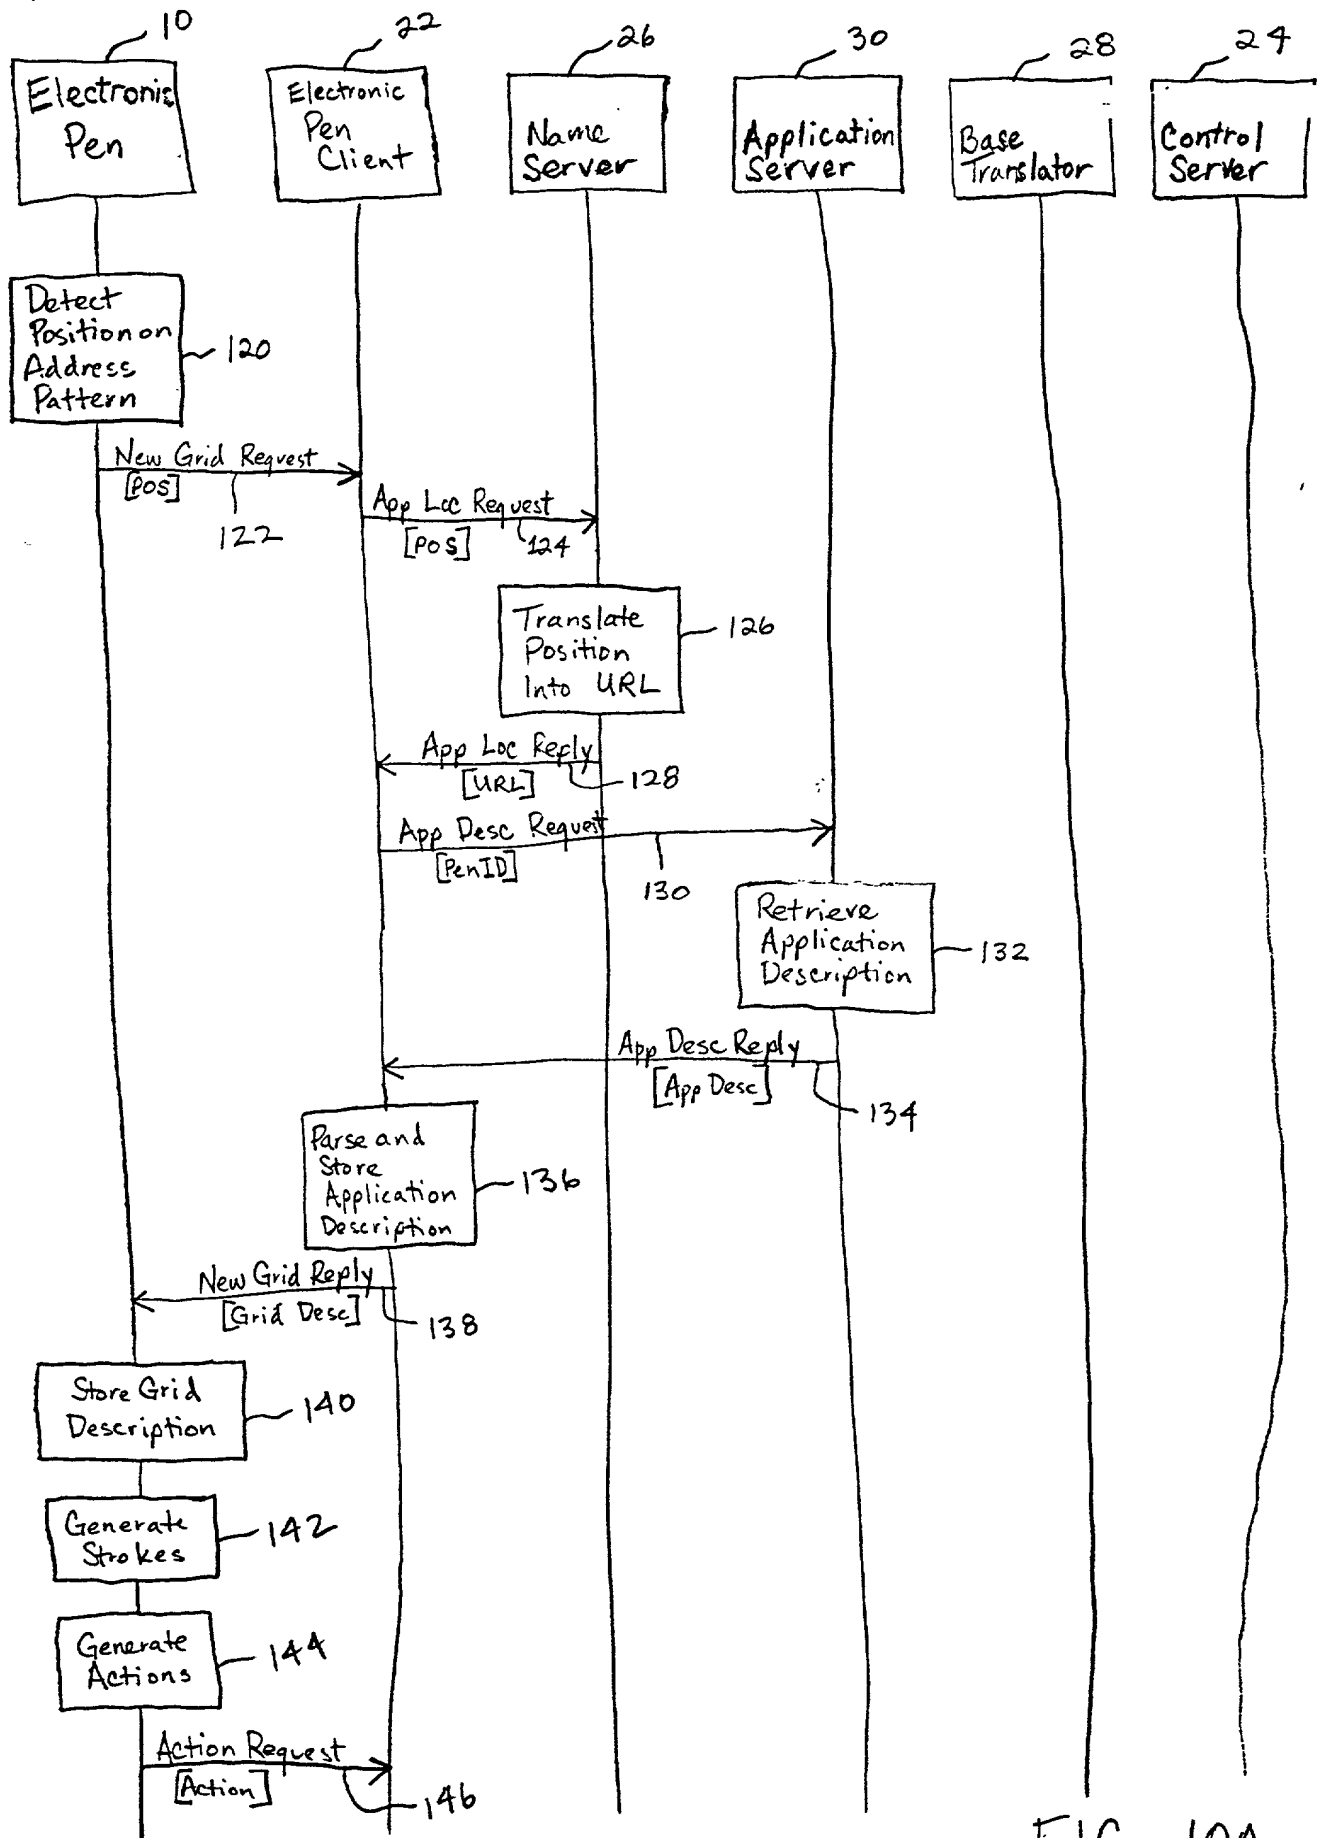 10
22
26
30
28
24
Electronic
Pen
Electronic
Pen
Client
Name
Server
Application
Server
Base
Translator
Control
Server
Detect
Position on
Address
Pattern
120
New Grid Request
[POS]
122
App Loc Request
[POS]
124
Translate
Position
Into URL
126
App Loc Reply
[URL]
128
App Desc Request
[PenID]
130
Retrieve
Application
Description
132
App Desc Reply
[App Desc]
134
Parse and
Store
Application
Description
136
New Grid Reply
[Grid Desc]
138
Store Grid
Description
140
Generate
Strokes
142
Generate
Actions
144
Action Request
[Action]
146
FIG. 10A